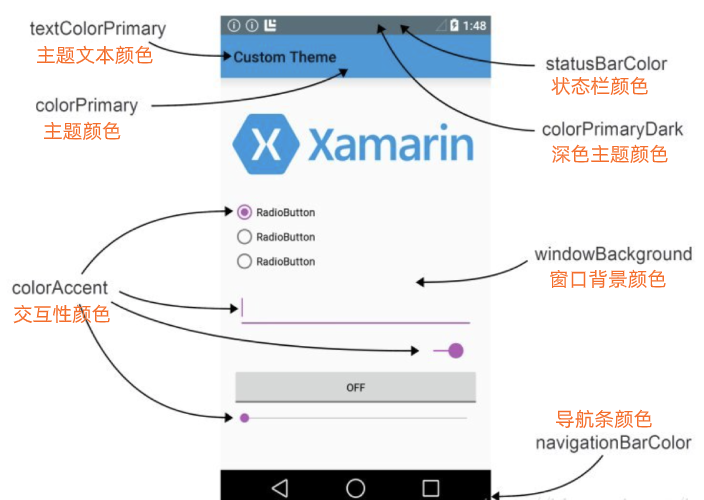 textColorPrimary
主题文本颜色
colorPrimary
主题颜色
1:48
Custom Theme
statusBarColor
状态栏颜色
colorPrimaryDark
深色主题颜色
Xamarin
RadioButton
RadioButton
RadioButton
windowBackground
窗口背景颜色
colorAccent
交互性颜色
OFF
导航条颜色
navigationBarColor